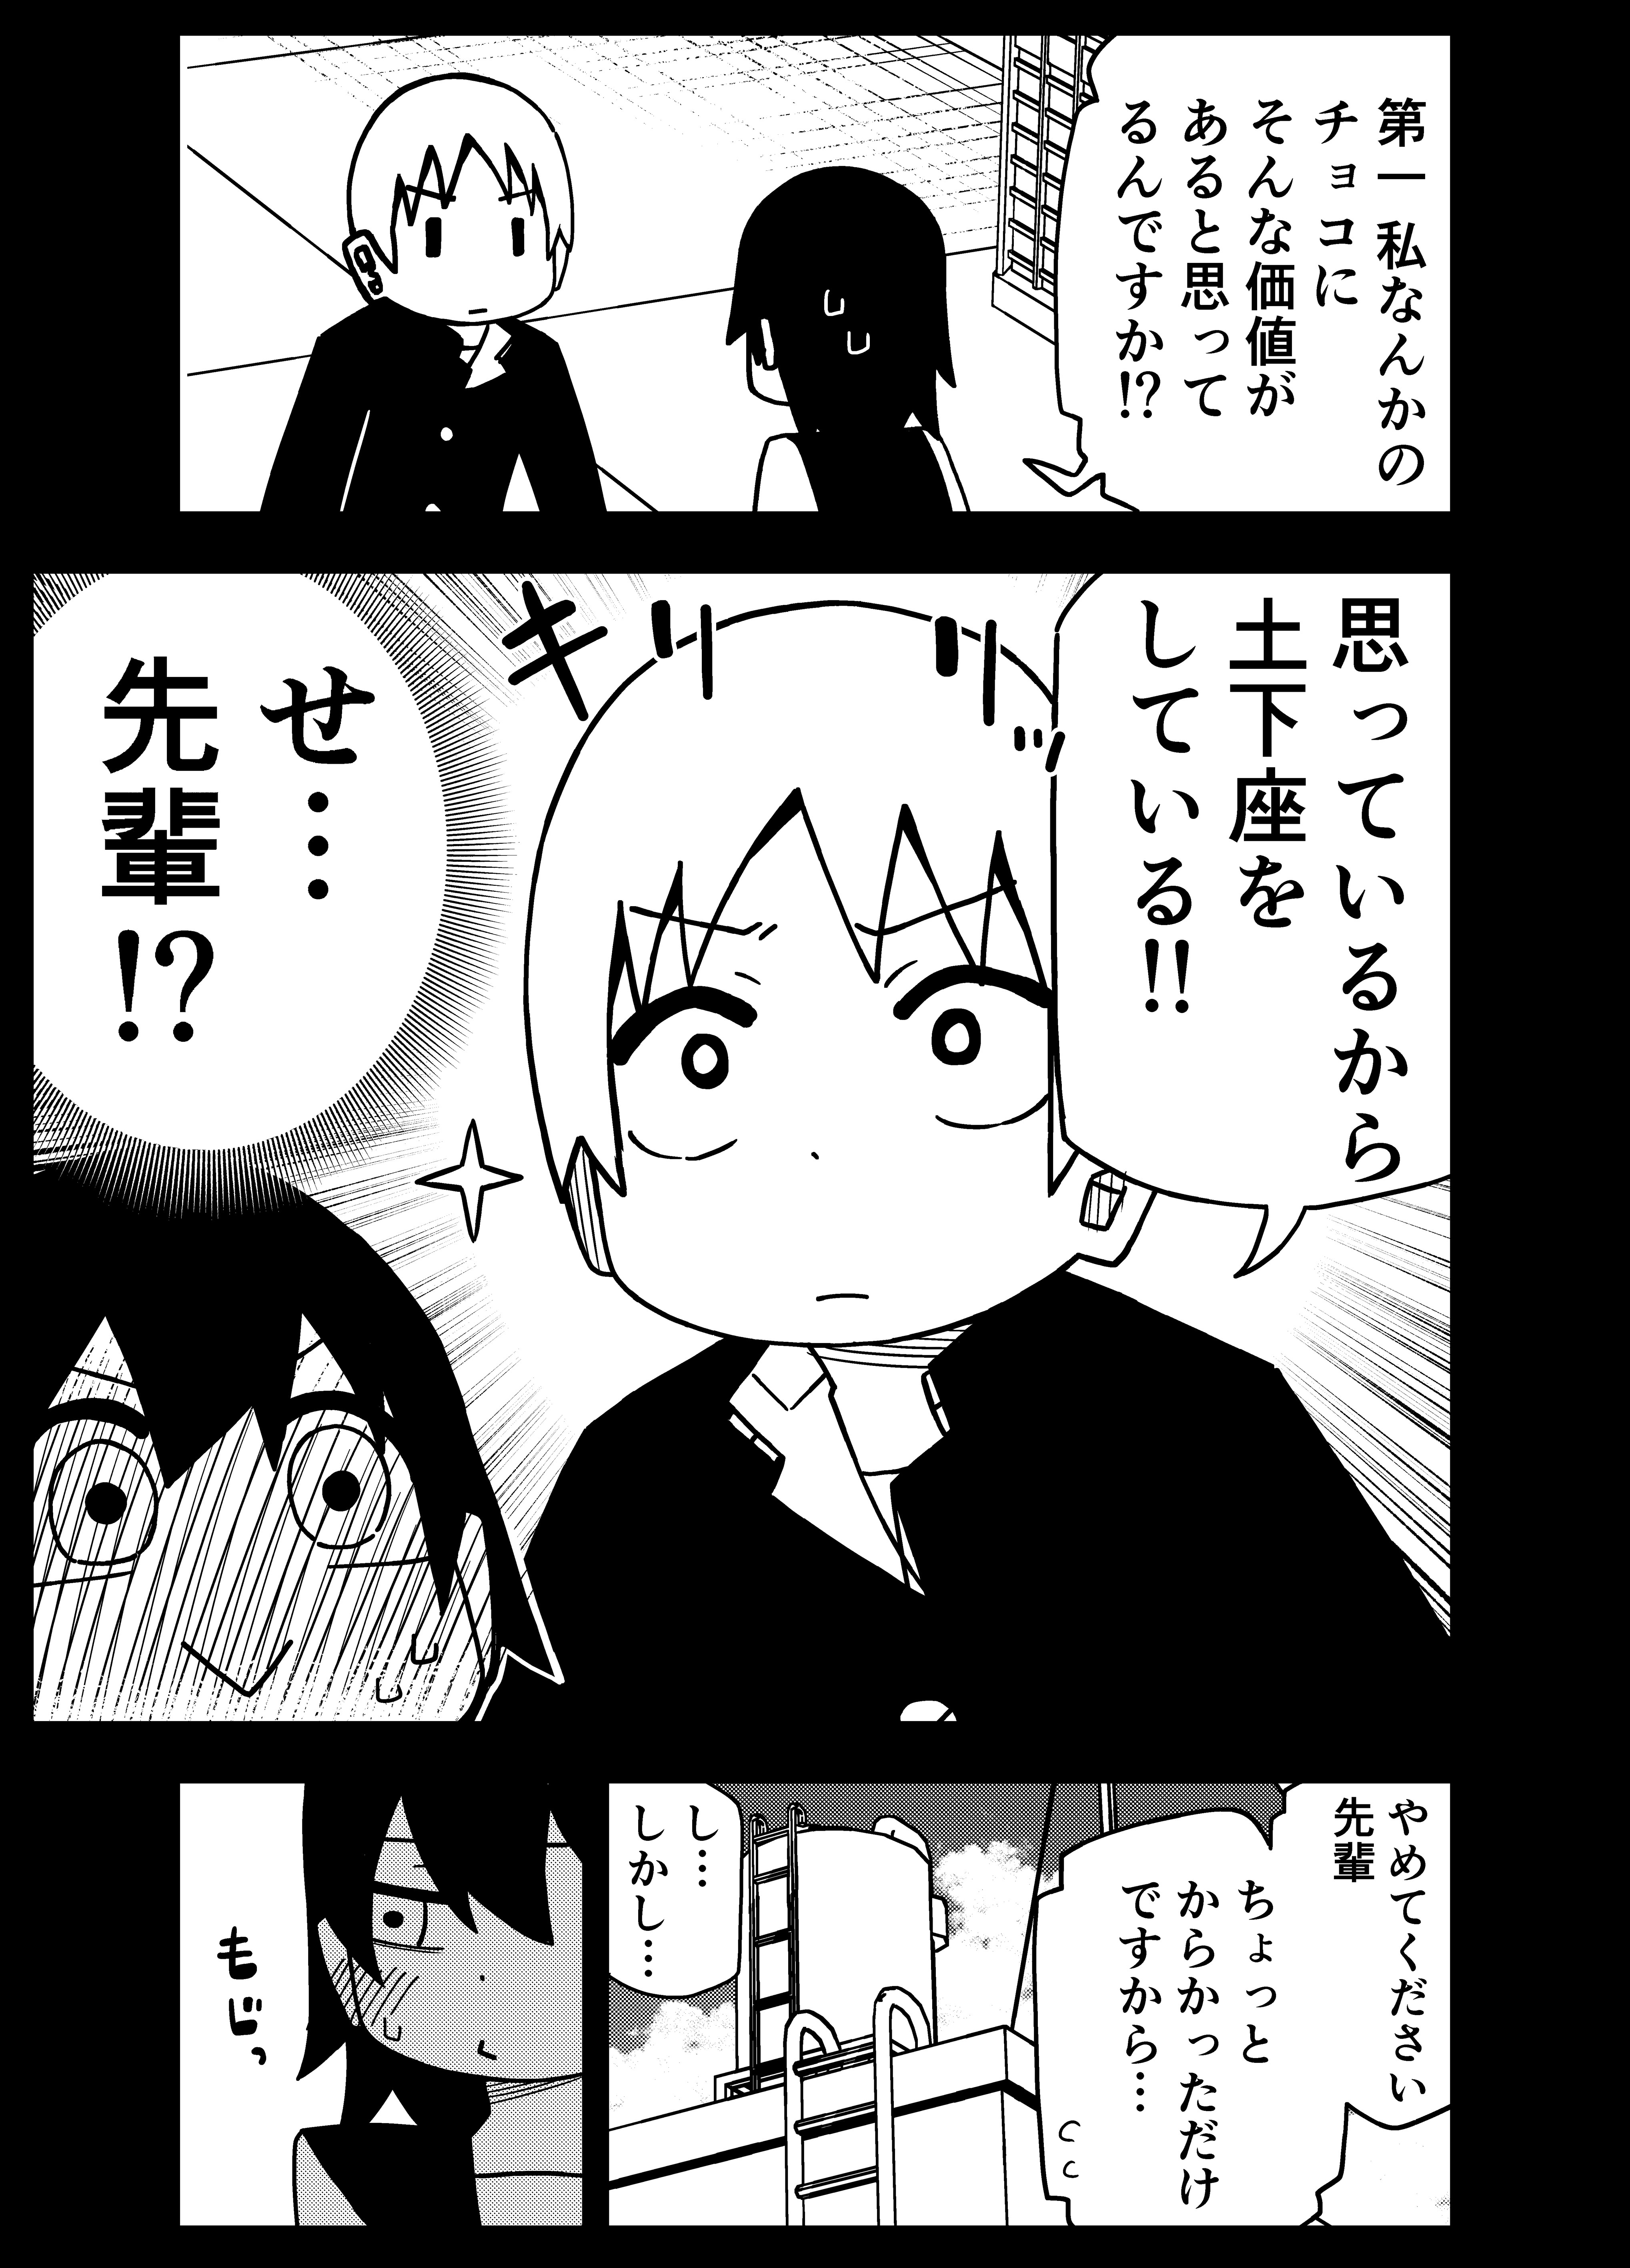 第一私なんかの
チョコに
そんな価値が
あると思って
るんですか!?
思っているから
土下座を
している!!
キリリッ
せ…
先輩!?
やめてください
先輩
ちょっと
からかっただけ
ですから…
し…
しかし…
もじっ